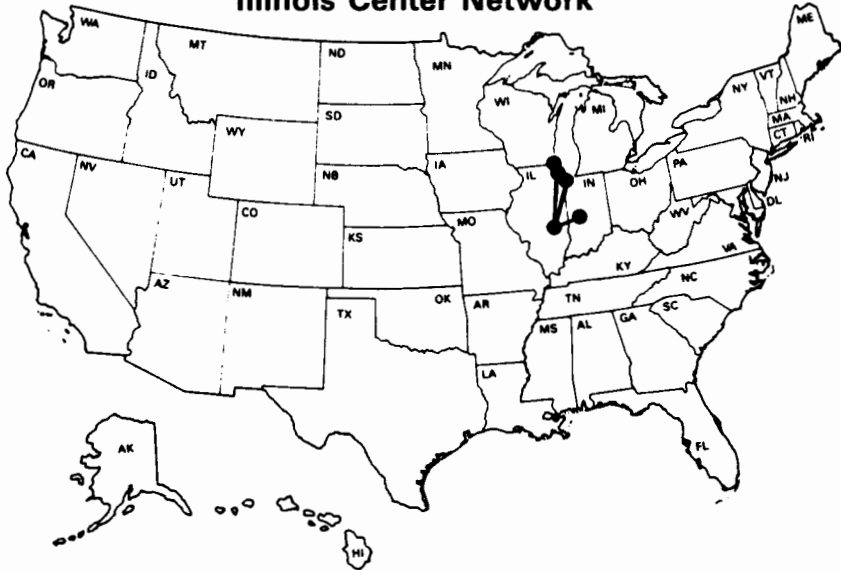 Illinois Center Network
WA
MT
ND
MN
ME
OR
ID
SD
WI
MI
NY
VT
NH
MA
CT
RI
WY
CA
NV
UT
NB
IA
IL
IN
OH
PA
NJ
DL
CO
KS
MO
WV
VA
KY
AZ
NM
OK
AR
TN
NC
SC
TX
MS
AL
GA
LA
FL
AK
HI